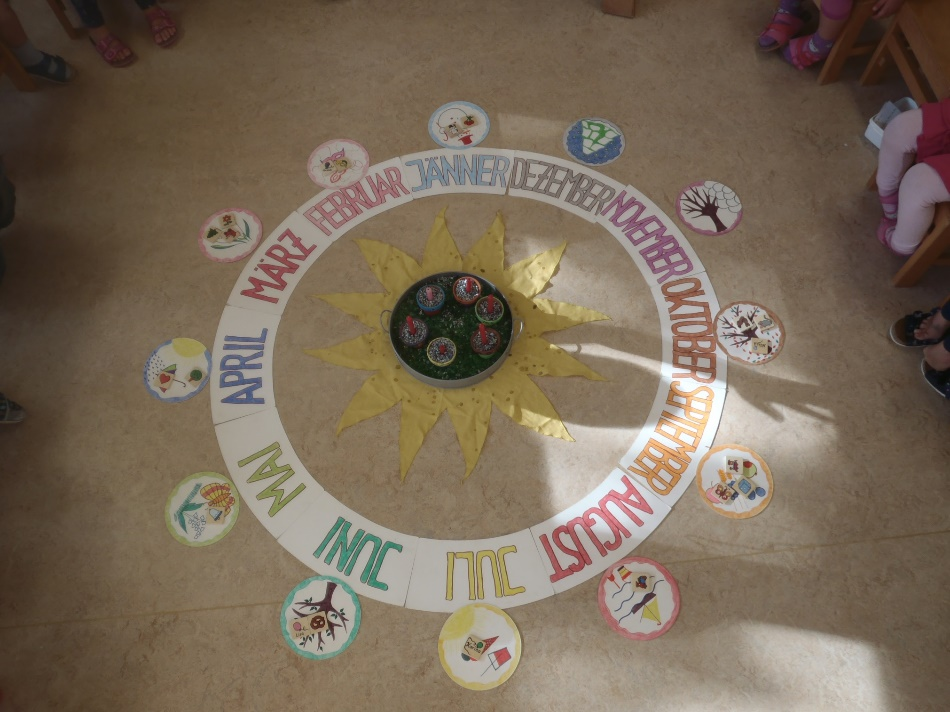 JÄNNER
FEBRUAR
MÄRZ
APRIL
MAI
JUNI
JULI
AUGUST
SEPTEMBER
OKTOBER
NOVEMBER
DEZEMBER